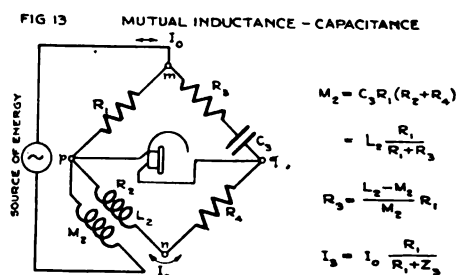 FIG 13 MUTUAL INDUCTANCE - CAPACITANCE
I₀
m
R₁
R₃
C₃
M₂ = C₃R₁(R₂+R₄)
= L₂ R₁/R₁+R₃
R₃ = L₂-M₂/M₂ R₁
I₃ = I₀ R₁/R₁+Z₃
SOURCE OF ENERGY
p
q
R₂
L₂
M₂
R₄
n
I₀